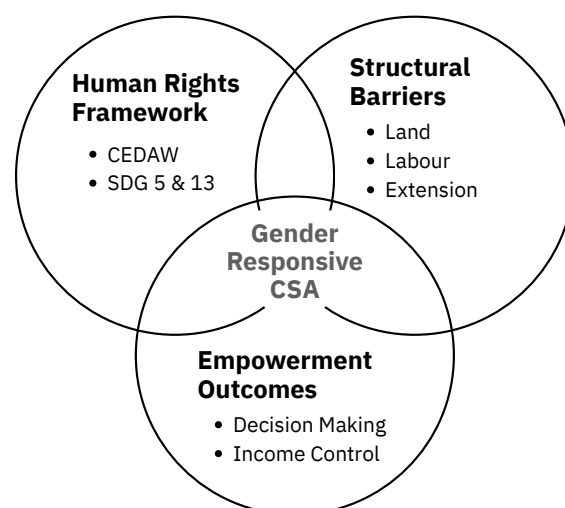 Human Rights
Framework
• CEDAW
• SDG 5 & 13
Structural
Barriers
• Land
• Labour
• Extension
Gender
Responsive
CSA
Empowerment
Outcomes
• Decision Making
• Income Control